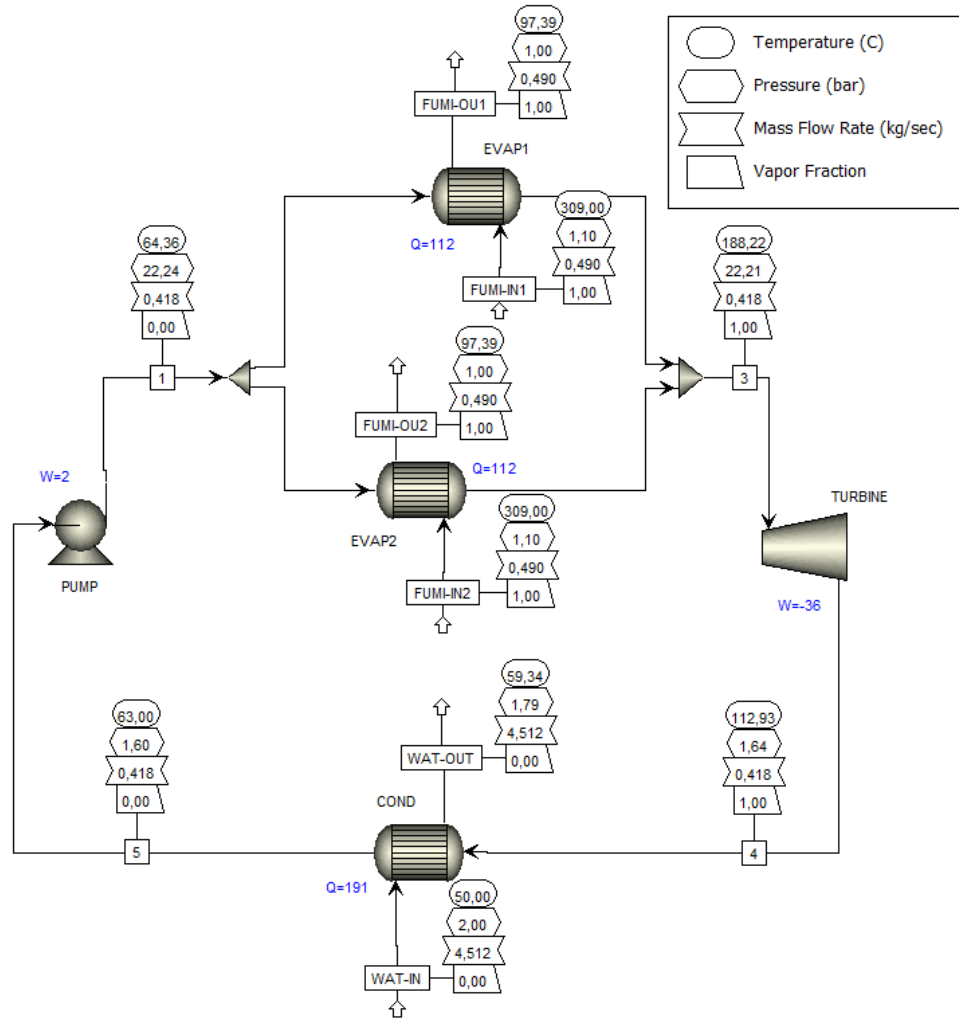 97,39
1,00
0,490
FUMI-OU1
1,00
EVAP1
Q=112
309,00
1,10
0,490
FUMI-IN1
1,00
Temperature (C)
Pressure (bar)
Mass Flow Rate (kg/sec)
Vapor Fraction
64,36
22,24
0,418
0,00
1
188,22
22,21
0,418
1,00
3
97,39
1,00
0,490
FUMI-OU2
1,00
Q=112
EVAP2
309,00
1,10
0,490
FUMI-IN2
1,00
W=2
PUMP
TURBINE
W=-36
63,00
1,60
0,418
0,00
5
59,34
1,79
4,512
WAT-OUT
0,00
COND
Q=191
50,00
2,00
4,512
WAT-IN
0,00
112,93
1,64
0,418
1,00
4